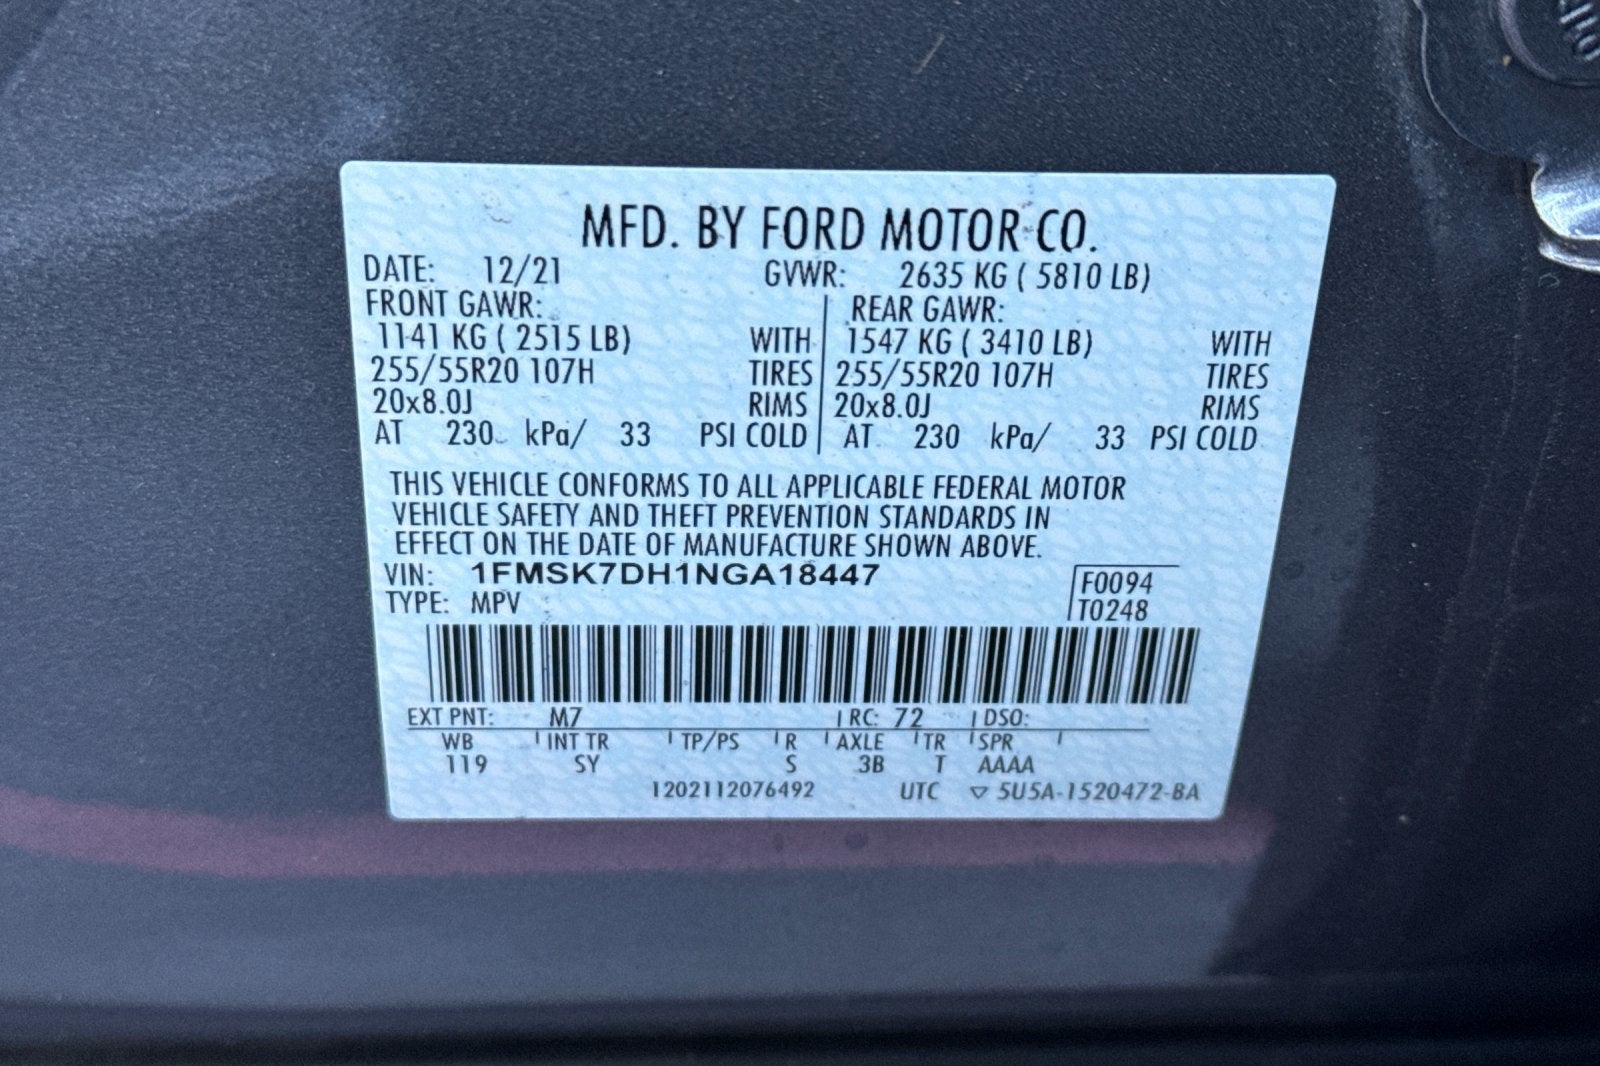 MFD. BY FORD MOTOR CO.
DATE: 12/21 GVWR: 2635 KG ( 5810 LB)
FRONT GAWR: REAR GAWR:
1141 KG ( 2515 LB) WITH 1547 KG ( 3410 LB) WITH
255/55R20 107H TIRES 255/55R20 107H TIRES
20x8.0J RIMS 20x8.0J RIMS
AT 230 kPa/ 33 PSI COLD AT 230 kPa/ 33 PSI COLD
THIS VEHICLE CONFORMS TO ALL APPLICABLE FEDERAL MOTOR
VEHICLE SAFETY AND THEFT PREVENTION STANDARDS IN
EFFECT ON THE DATE OF MANUFACTURE SHOWN ABOVE.
VIN: 1FMSK7DH1NGA18447 F0094
TYPE: MPV T0248
EXT PNT: M7 RC: 72 DSO:
WB INT TR TP/PS R AXLE TR SPR
119 SY S 3B T AAAA
1202112076492 UTC ▽ 5U5A-1520472-BA